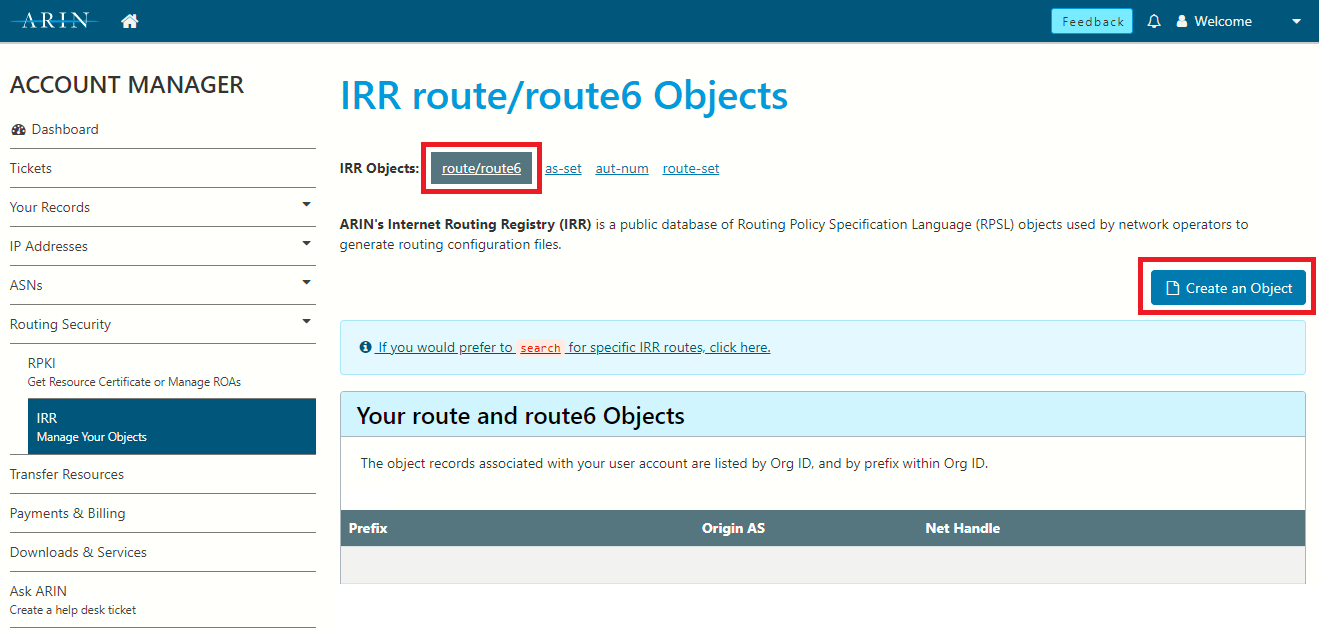 ARIN
Feedback
Welcome
ACCOUNT MANAGER
Dashboard
Tickets
Your Records
IP Addresses
ASNs
Routing Security
RPKI
Get Resource Certificate or Manage ROAs
IRR
Manage Your Objects
Transfer Resources
Payments & Billing
Downloads & Services
Ask ARIN
Create a help desk ticket
IRR route/route6 Objects
IRR Objects: route/route6 as-set aut-num route-set
ARIN's Internet Routing Registry (IRR) is a public database of Routing Policy Specification Language (RPSL) objects used by network operators to
generate routing configuration files.
Create an Object
If you would prefer to search for specific IRR routes, click here.
Your route and route6 Objects
The object records associated with your user account are listed by Org ID, and by prefix within Org ID.
Prefix Origin AS Net Handle